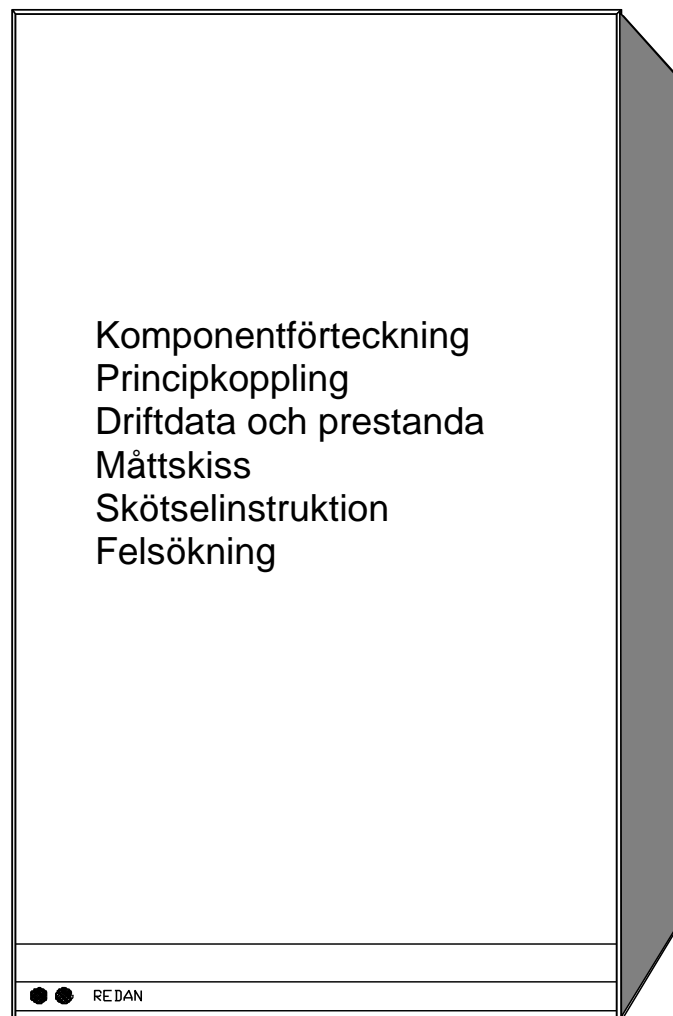 Komponentförteckning
Principkoppling
Driftdata och prestanda
Måttskiss
Skötselinstruktion
Felsökning
REDAN